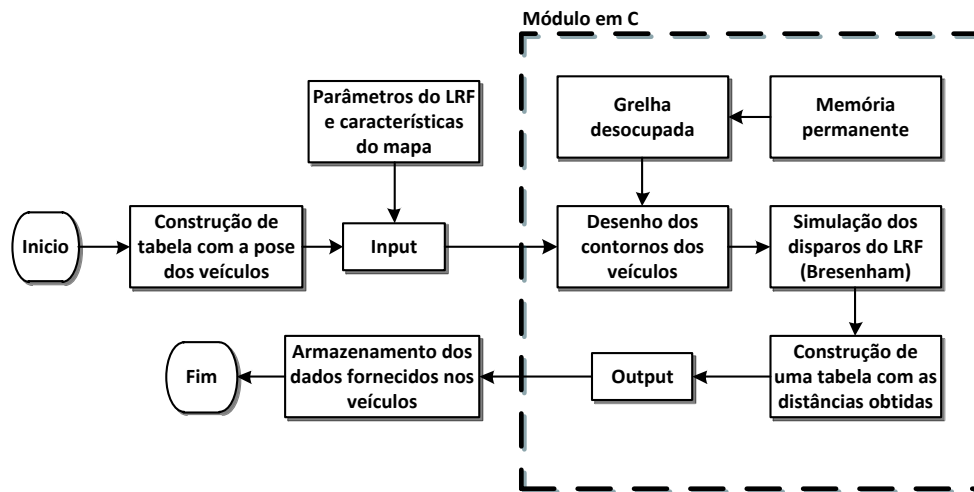 Módulo em C
Parâmetros do LRF
e características
do mapa
Grelha
desocupada
Memória
permanente
Inicio
Construção de
tabela com a pose
dos veículos
Input
Desenho dos
contornos dos
veículos
Simulação dos
disparos do LRF
(Bresenham)
Fim
Armazenamento dos
dados fornecidos nos
veículos
Output
Construção de
uma tabela com as
distâncias obtidas